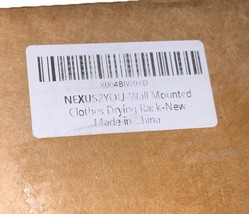 NEXUS2YOU-Wall Mounted
Clothes Drying Rack-New
Made in China